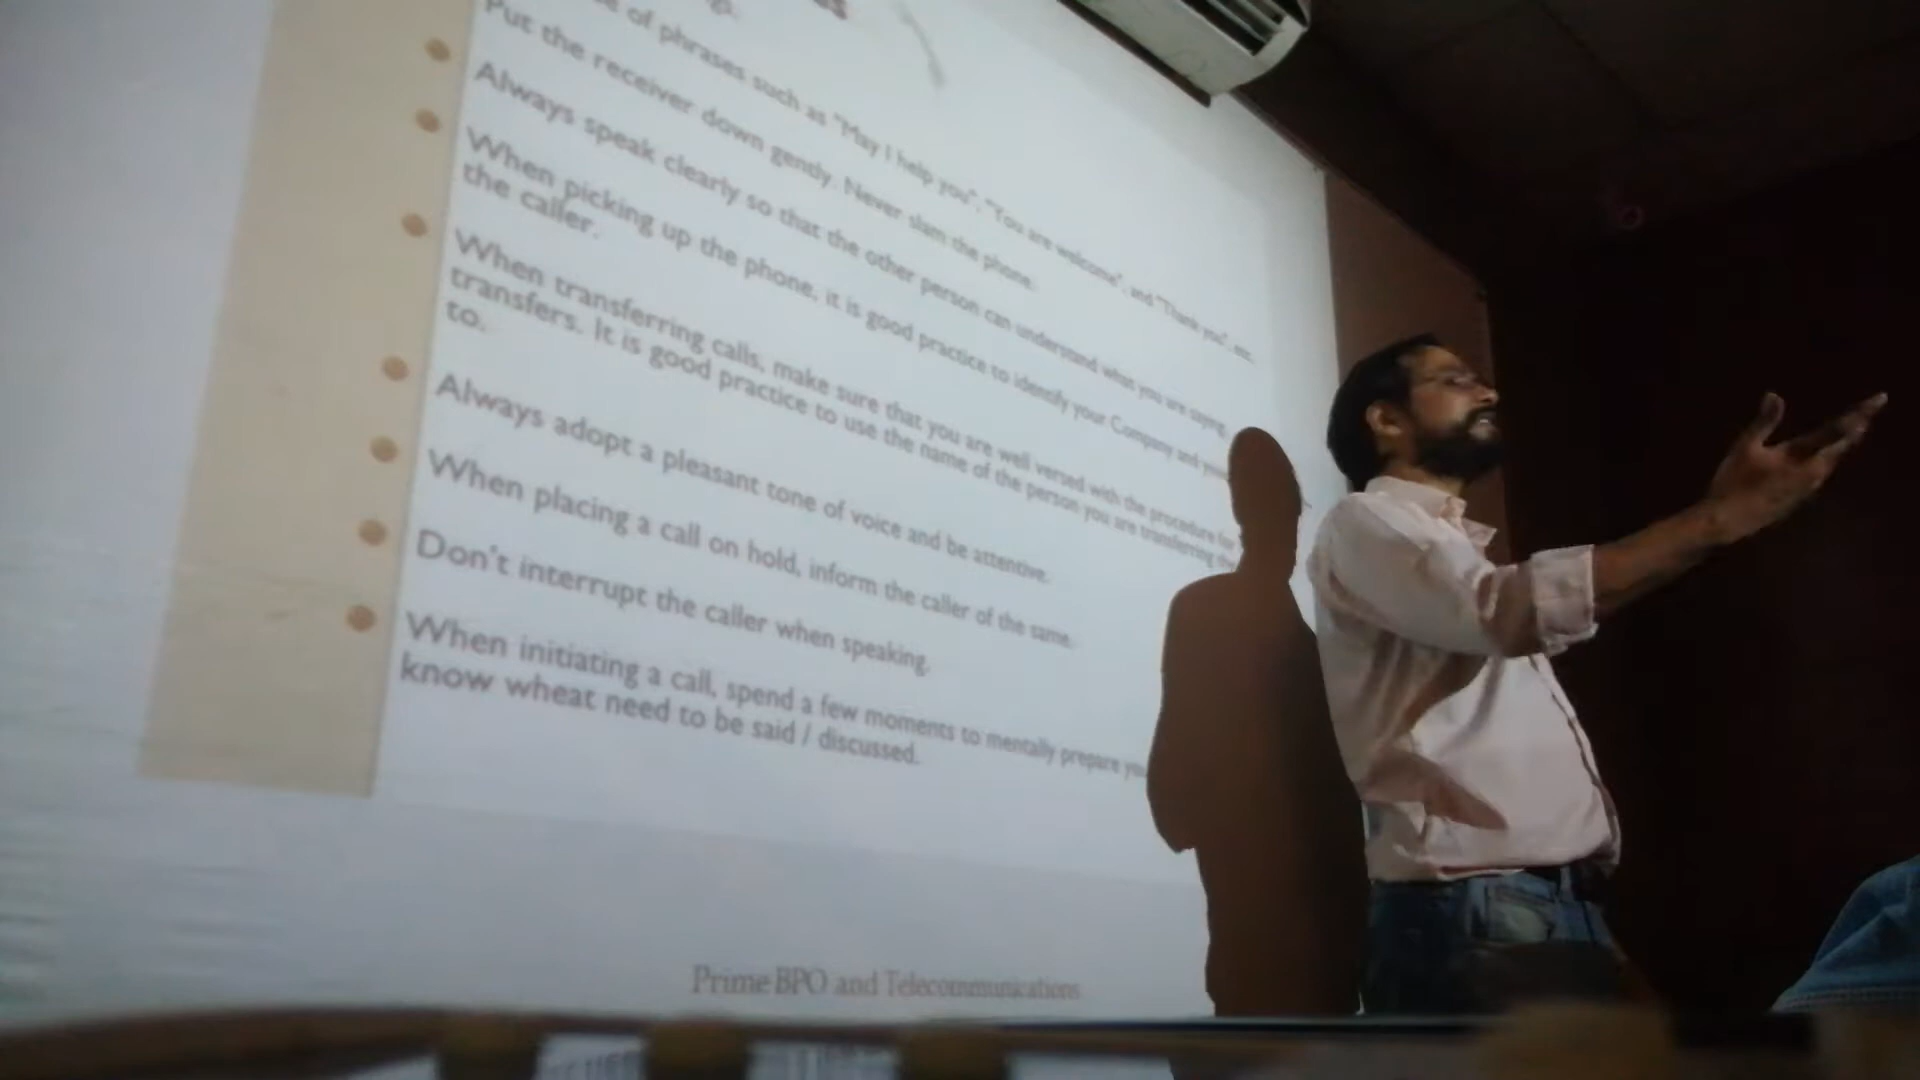 of phrases such as "May I help you", "You are welcome", and "Thank you", etc.
Put the receiver down gently. Never slam the phone.
Always speak clearly so that the other person can understand what you are saying.
When picking up the phone, it is good practice to identify your Company and
the caller.
When transferring calls, make sure that you are well versed with the procedure for
transfers. It is good practice to use the name of the person you are transferring the
to.
Always adopt a pleasant tone of voice and be attentive.
When placing a call on hold, inform the caller of the same.
Don't interrupt the caller when speaking.
When initiating a call, spend a few moments to mentally prepare
know wheat need to be said / discussed.
Prime BPO and Telecommunications